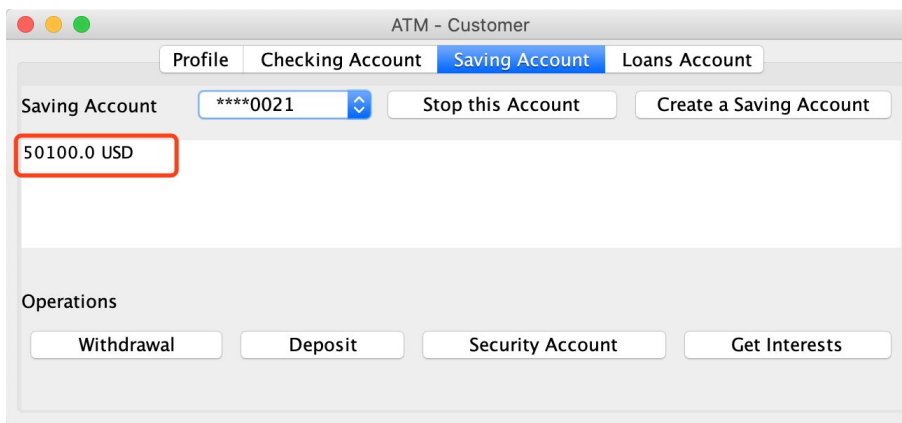 ATM - Customer
Profile Checking Account Saving Account Loans Account
Saving Account ****0021 Stop this Account Create a Saving Account
50100.0 USD
Operations
Withdrawal Deposit Security Account Get Interests